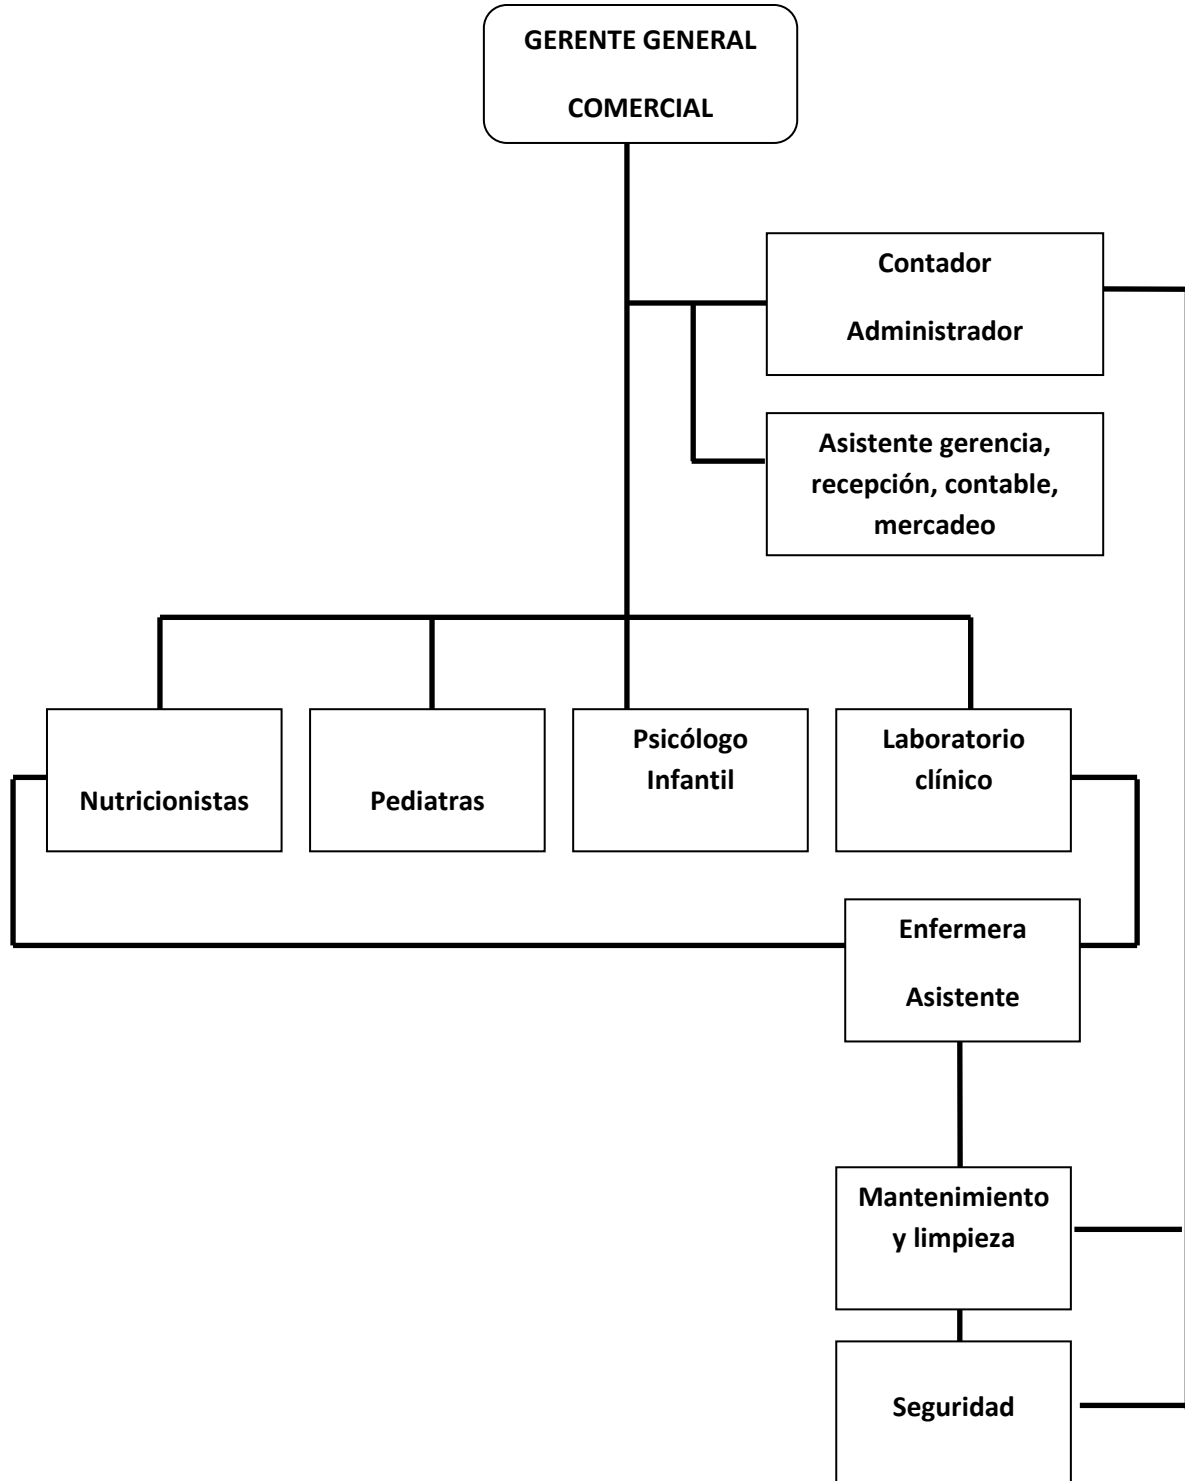 GERENTE GENERAL
COMERCIAL
Contador
Administrador
Asistente gerencia,
recepción, contable,
mercadeo
Nutricionistas
Pediatras
Psicólogo
Infantil
Laboratorio
clínico
Enfermera
Asistente
Mantenimiento
y limpieza
Seguridad